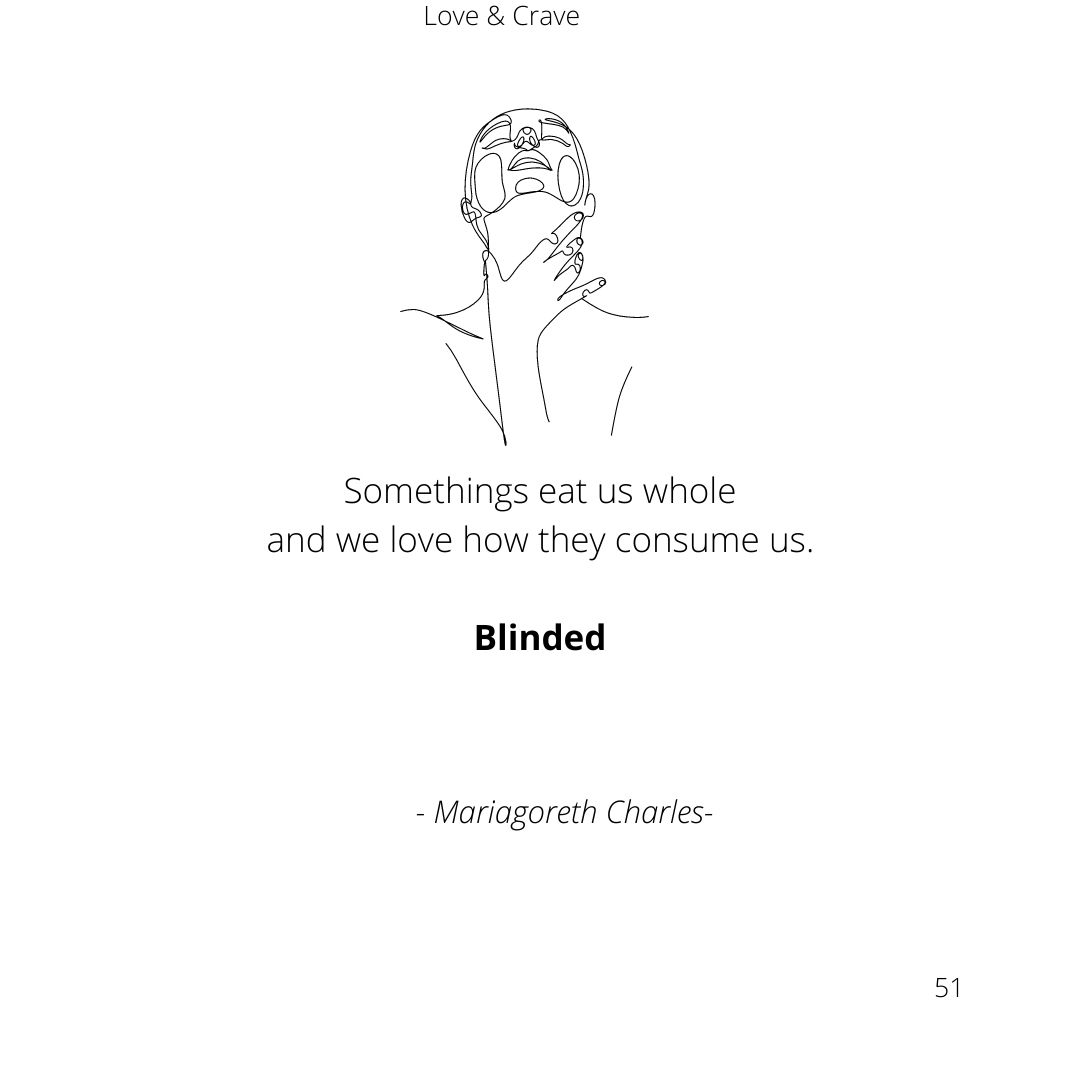 Love & Crave
Somethings eat us whole
and we love how they consume us.
Blinded
- Mariagoreth Charles-
51